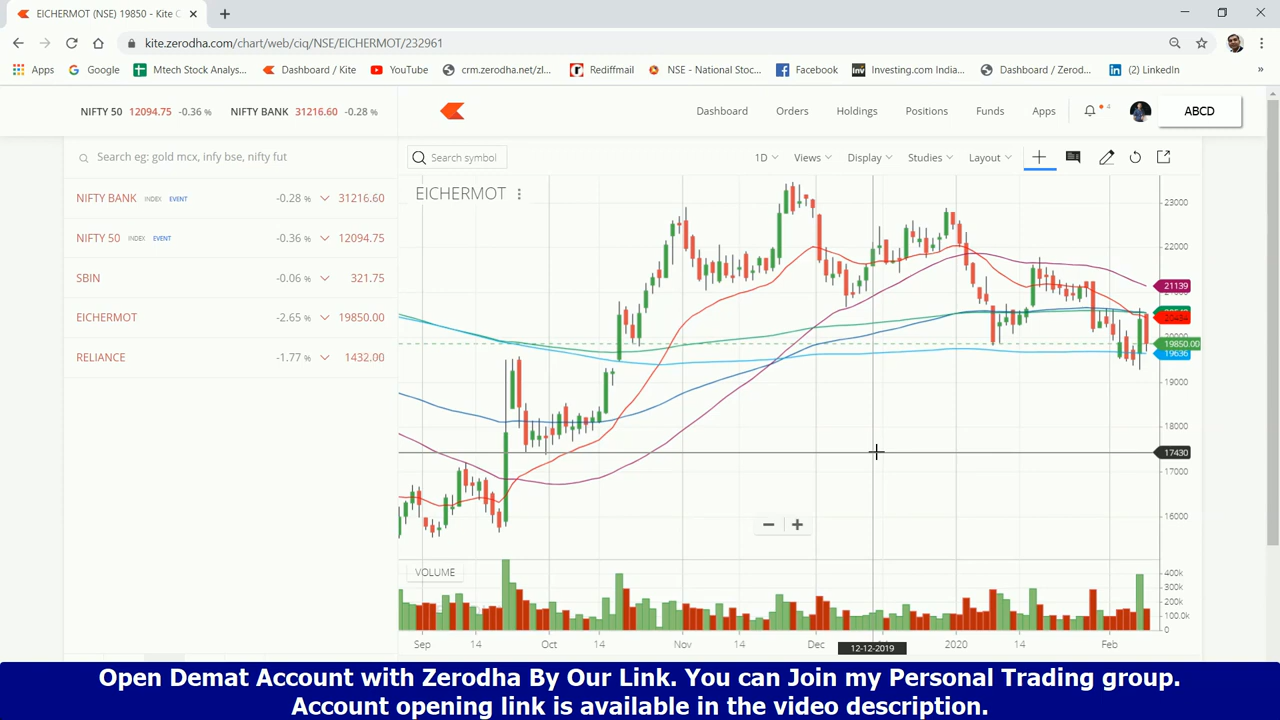 EICHERMOT (NSE) 19850 - Kite C
kite.zerodha.com/chart/web/ciq/NSE/EICHERMOT/232961
Apps Google Mtech Stock Analys... Dashboard / Kite YouTube crm.zerodha.net/zl... Rediffmail NSE - National Stoc... Facebook Inv Investing.com India... Dashboard / Zerod... in (2) LinkedIn »
NIFTY 50 12094.75 -0.36 % NIFTY BANK 31216.60 -0.28 % Dashboard Orders Holdings Positions Funds Apps 4 ABCD
Search eg: gold mcx, infy bse, nifty fut
Search symbol 1D Views Display Studies Layout
NIFTY BANK INDEX EVENT -0.28 % 31216.60
NIFTY 50 INDEX EVENT -0.36 % 12094.75
SBIN -0.06 % 321.75
EICHERMOT -2.65 % 19850.00
RELIANCE -1.77 % 1432.00
EICHERMOT
23000
22000
21139
20434
19850.00
19636
19000
18000
17430
17000
16000
VOLUME
400k
300k
200k
100.0k
0
Sep 14 Oct 14 Nov 14 Dec 2020 14 Feb
12-12-2019
Open Demat Account with Zerodha By Our Link. You can Join my Personal Trading group.
Account opening link is available in the video description.